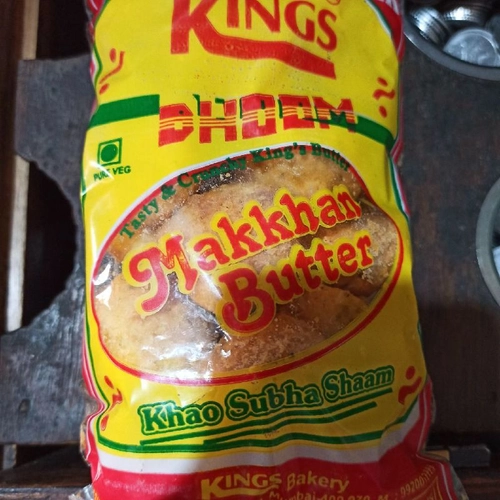 KINGS
DHOOM
PURE VEG
Tasty & Crunchy King's Butter
Makkhan
Butter
Khao Subha Shaam
KINGS Bakery